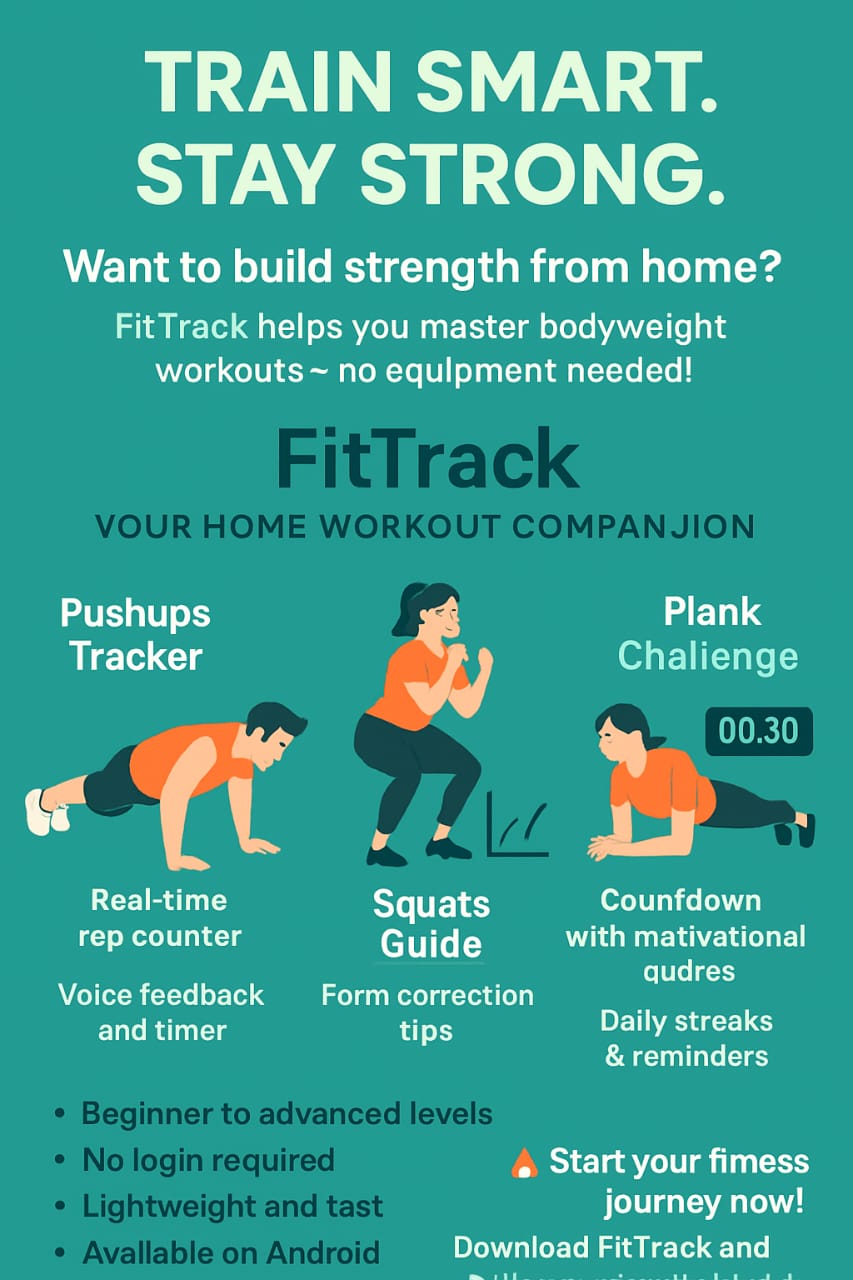 TRAIN SMART.
STAY STRONG.
Want to build strength from home?
FitTrack helps you master bodyweight
workouts ~ no equlpment needed!
FitTrack
VOUR HOME WORKOUT COMPANJION
Pushups
Tracker
Real-time
rep counter
Voice feedback
and timer
Squats
Guide
Form correction
tips
Plank
Chalienge
00.30
Counfdown
with mativational
qudres
Daily streaks
& reminders
• Beginner to advanced levels
• No login required
• Lightweight and tast
• Avallable on Android
Start your fimess
journey now!
Download FitTrack and